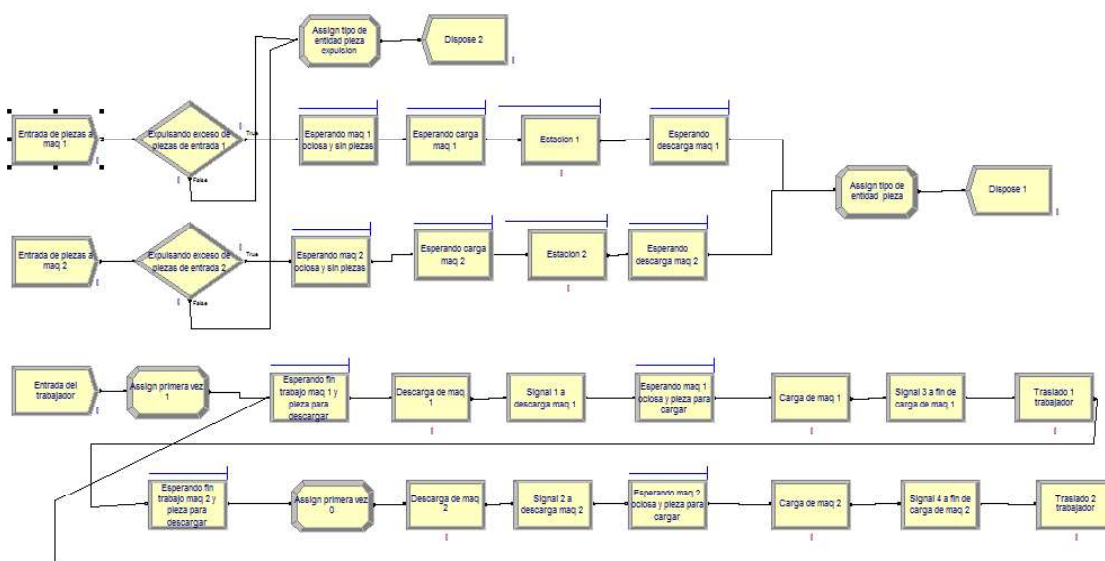 Assign tipo de
entidad pieza
expulsion
Dispose 2
Entrada de piezas a
maq 1
Expulsando exceso de
piezas de entrada 1
True
False
Esperando maq 1
ociosa y sin piezas
Esperando carga
maq 1
Estacion 1
Esperando
descarga maq 1
Assign tipo de
entidad pieza
Dispose 1
Entrada de piezas a
maq 2
Expulsando exceso de
piezas de entrada 2
True
False
Esperando maq 2
ociosa y sin piezas
Esperando carga
maq 2
Estacion 2
Esperando
descarga maq 2
Entrada del
trabajador
Assign primera vez
1
Esperando fin
trabajo maq 1 y
pieza para
descargar
Descarga de maq
1
Signal 1 a
descarga maq 1
Esperando maq 1
ociosa y pieza para
cargar
Carga de maq 1
Signal 3 a fin de
carga de maq 1
Traslado 1
trabajador
Esperando fin
trabajo maq 2 y
pieza para
descargar
Assign primera vez
0
Descarga de maq
2
Signal 2 a
descarga maq 2
Esperando maq 2
ociosa y pieza para
cargar
Carga de maq 2
Signal 4 a fin de
carga de maq 2
Traslado 2
trabajador